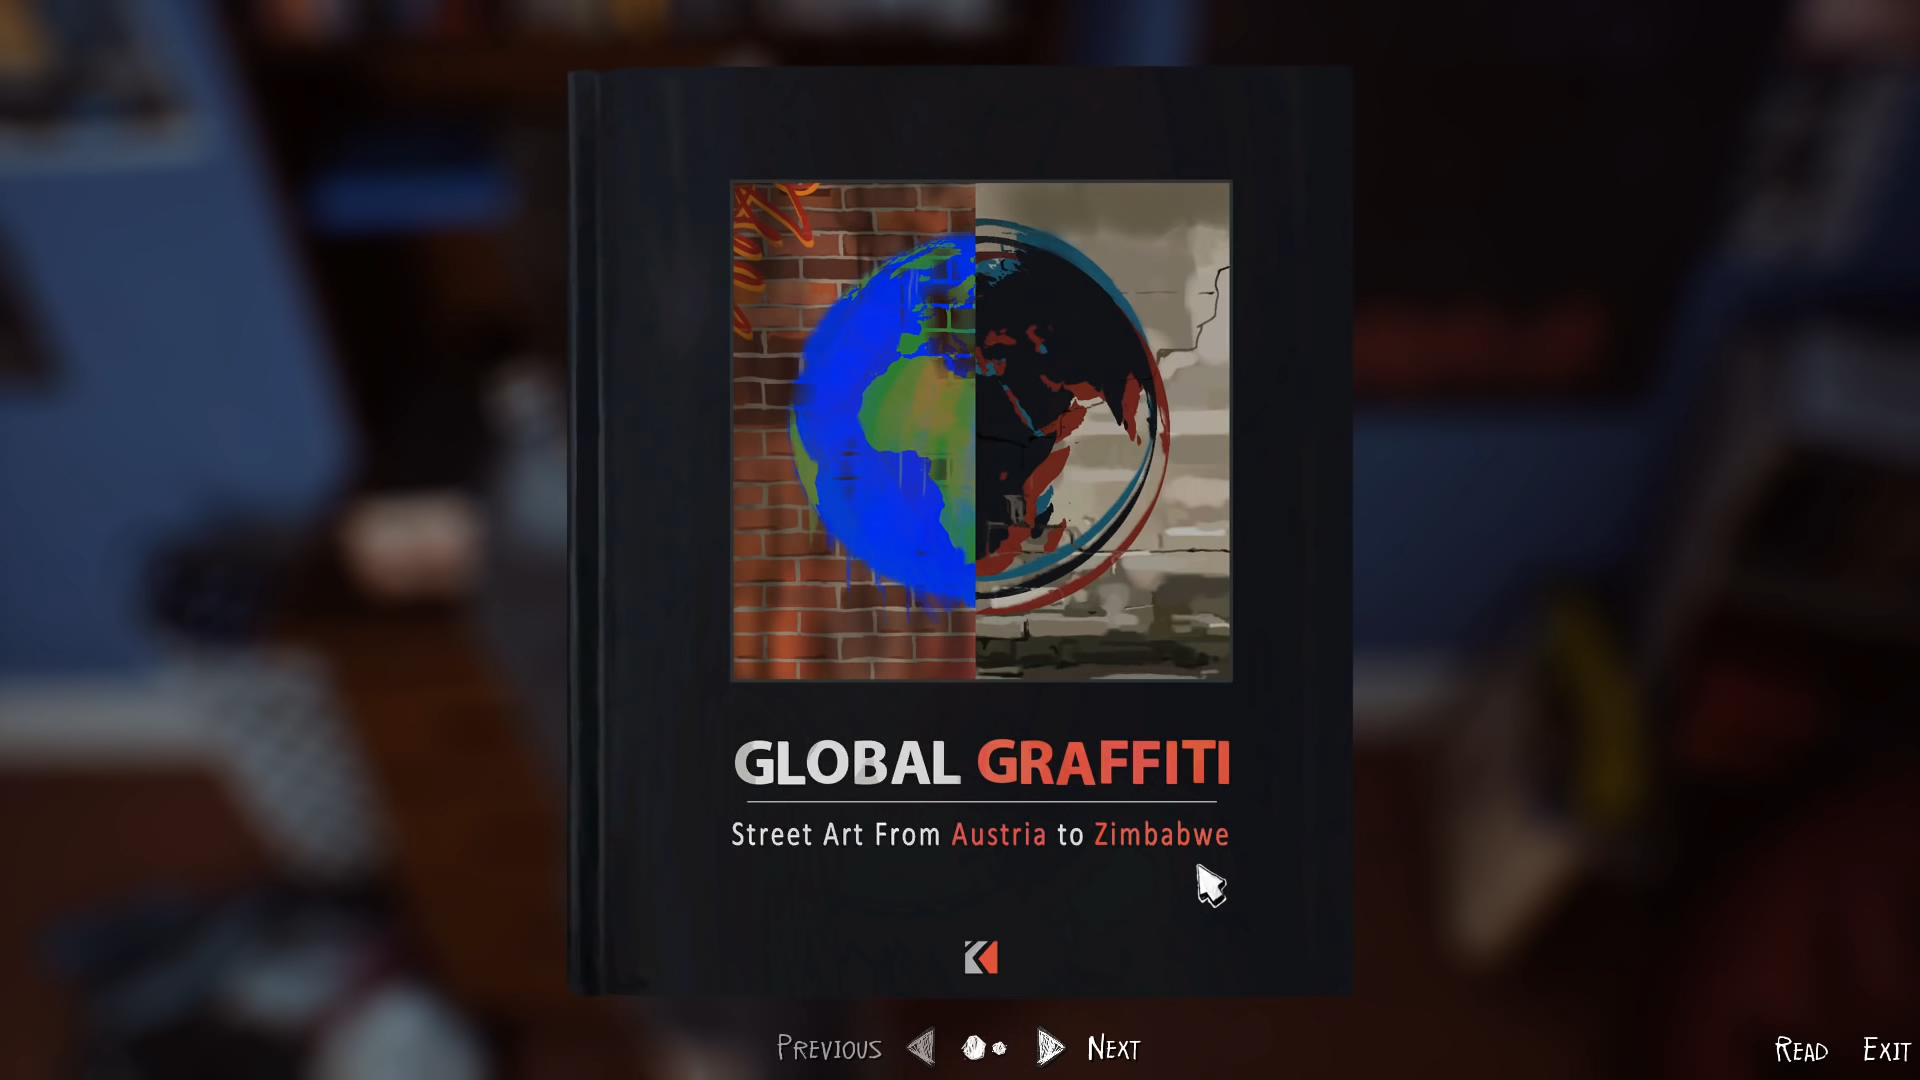 GLOBAL GRAFFITI
Street Art From Austria to Zimbabwe
PREVIOUS NEXT
READ EXIT